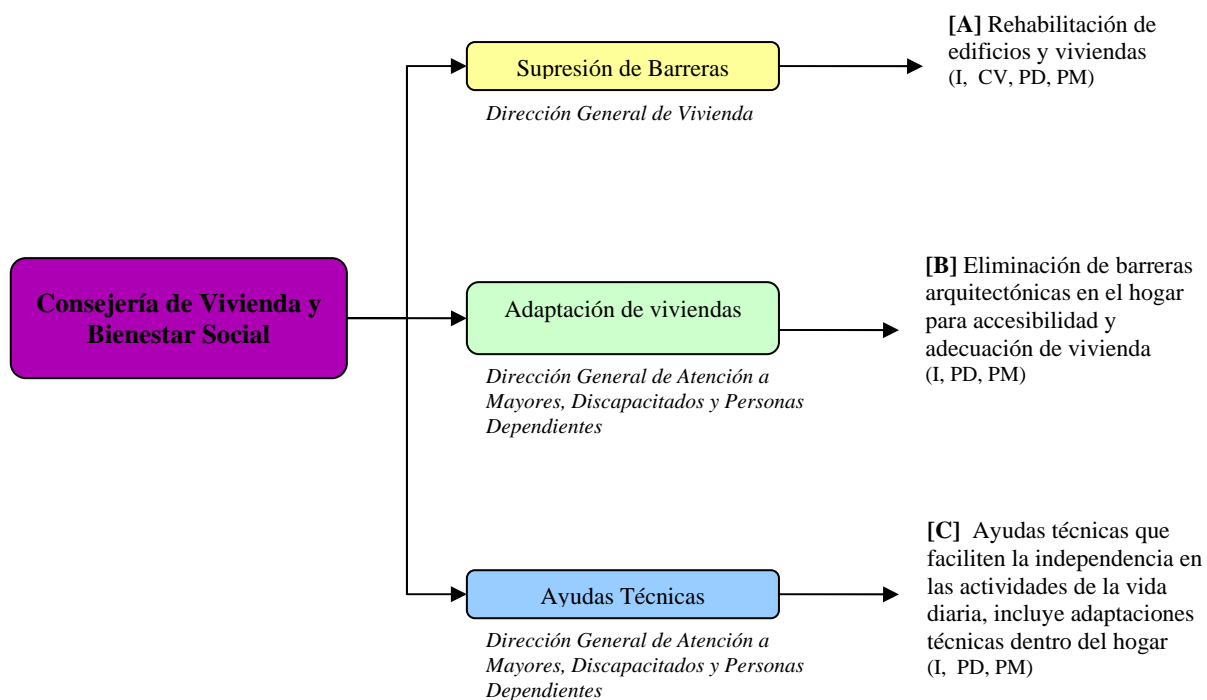 [A] Rehabilitación de
edificios y viviendas
(I, CV, PD, PM)
Supresión de Barreras
Dirección General de Vivienda
Consejería de Vivienda y
Bienestar Social
[B] Eliminación de barreras
arquitectónicas en el hogar
para accesibilidad y
adecuación de vivienda
(I, PD, PM)
Adaptación de viviendas
Dirección General de Atención a
Mayores, Discapacitados y Personas
Dependientes
[C] Ayudas técnicas que
faciliten la independencia en
las actividades de la vida
diaria, incluye adaptaciones
técnicas dentro del hogar
(I, PD, PM)
Ayudas Técnicas
Dirección General de Atención a
Mayores, Discapacitados y Personas
Dependientes